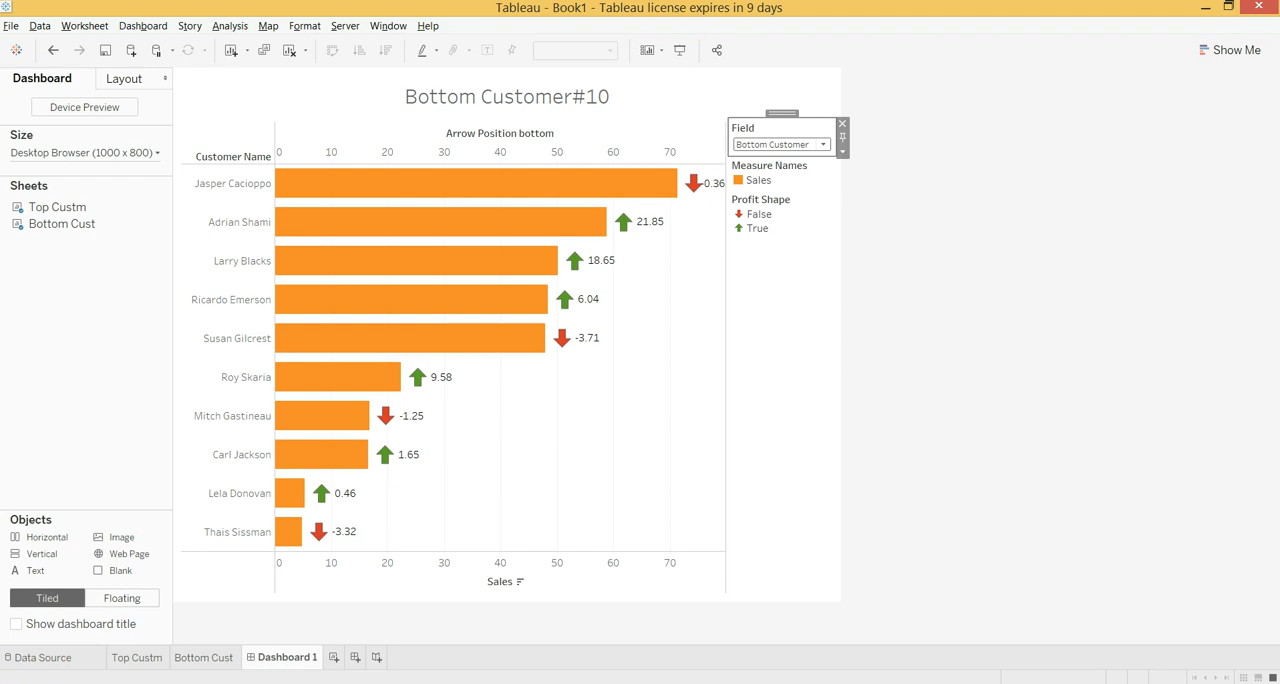 Tableau - Book1 - Tableau license expires in 9 days
File Data Worksheet Dashboard Story Analysis Map Format Server Window Help
Show Me
Dashboard Layout
Device Preview
Size
Desktop Browser (1000 x 800)
Sheets
Top Custm
Bottom Cust
Objects
Horizontal Image
Vertical Web Page
A Text Blank
Tiled Floating
Show dashboard title
Bottom Customer#10
Arrow Position bottom
Customer Name 0 10 20 30 40 50 60 70
Jasper Cacioppo -0.36
Adrian Shami 21.85
Larry Blacks 18.65
Ricardo Emerson 6.04
Susan Gilcrest -3.71
Roy Skaria 9.58
Mitch Gastineau -1.25
Carl Jackson 1.65
Lela Donovan 0.46
Thais Sissman -3.32
0 10 20 30 40 50 60 70
Sales
Field
Bottom Customer
Measure Names
Sales
Profit Shape
False
True
Data Source Top Custm Bottom Cust Dashboard 1